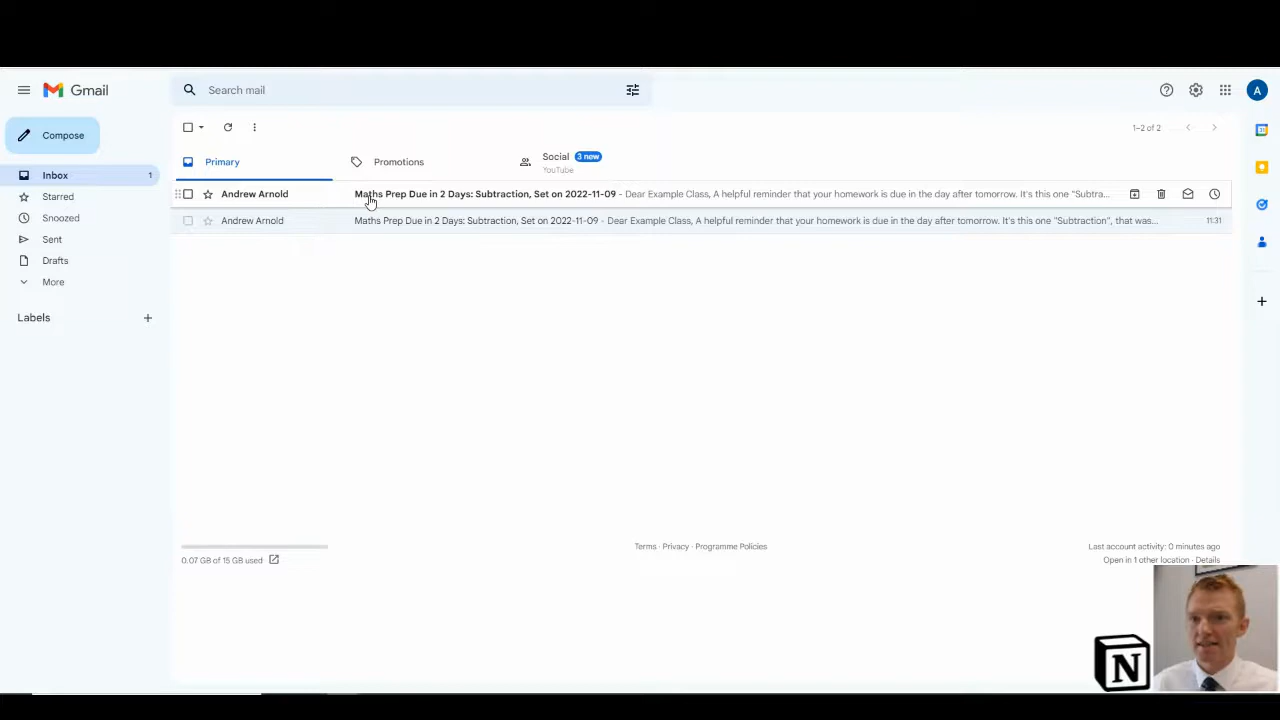 Gmail
Search mail
A
Compose
1–2 of 2
Inbox 1
Primary
Promotions
Social 3 new
YouTube
Starred
Andrew Arnold Maths Prep Due in 2 Days: Subtraction, Set on 2022-11-09 - Dear Example Class, A helpful reminder that your homework is due in the day after tomorrow. It's this one "Subtra...
Snoozed
Andrew Arnold Maths Prep Due in 2 Days: Subtraction, Set on 2022-11-09 - Dear Example Class, A helpful reminder that your homework is due in the day after tomorrow. It's this one "Subtraction", that was... 11:31
Sent
Drafts
More
Labels
0.07 GB of 15 GB used
Terms · Privacy · Programme Policies
Last account activity: 0 minutes ago
Open in 1 other location · Details
N